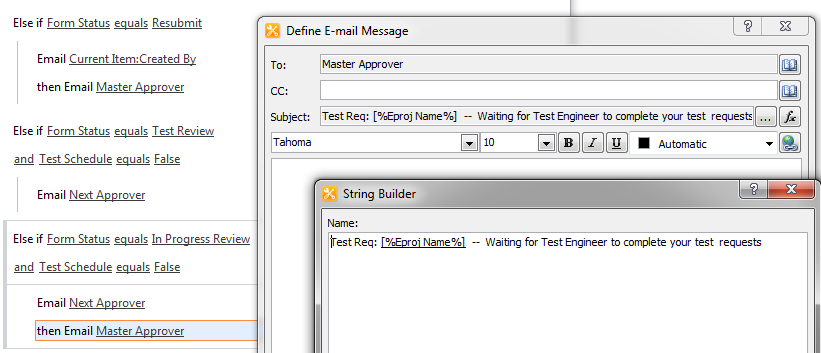 Else if Form Status equals Resubmit
Email Current Item:Created By
then Email Master Approver
Else if Form Status equals Test Review
and Test Schedule equals False
Email Next Approver
Else if Form Status equals In Progress Review
and Test Schedule equals False
Email Next Approver
then Email Master Approver
Define E-mail Message
To: Master Approver
CC:
Subject: Test Req: [%Eproj Name%] -- Waiting for Test Engineer to complete your test requests ... fx
Tahoma 10 B I U Automatic
String Builder
Name:
Test Req: [%Eproj Name%] -- Waiting for Test Engineer to complete your test requests